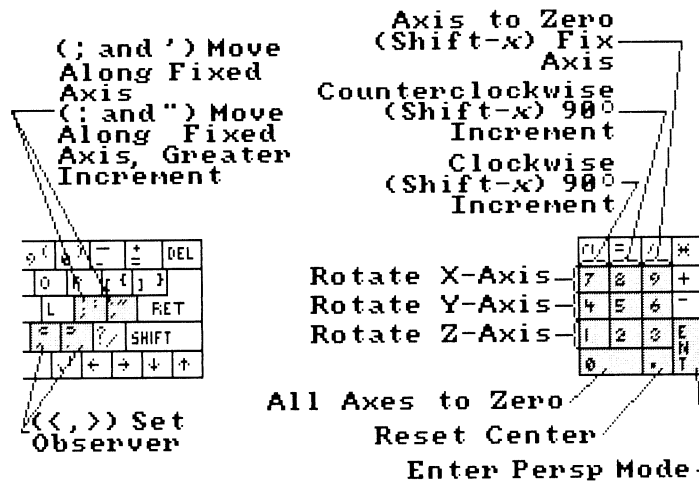 (; and ') Move
Along Fixed
Axis
(: and ") Move
Along Fixed
Axis, Greater
Increment
Axis to Zero
(Shift-x) Fix
Axis
Counterclockwise
(Shift-x) 90°
Increment
Clockwise
(Shift-x) 90°
Increment
DEL
O { ] }
L RET
? / SHIFT
← → ↓ ↑
((<,>)) Set
Observer
Rotate X-Axis
Rotate Y-Axis
Rotate Z-Axis
= / *
7 8 9 +
4 5 6 -
1 2 3 ENT
0 .
All Axes to Zero
Reset Center
Enter Persp Mode